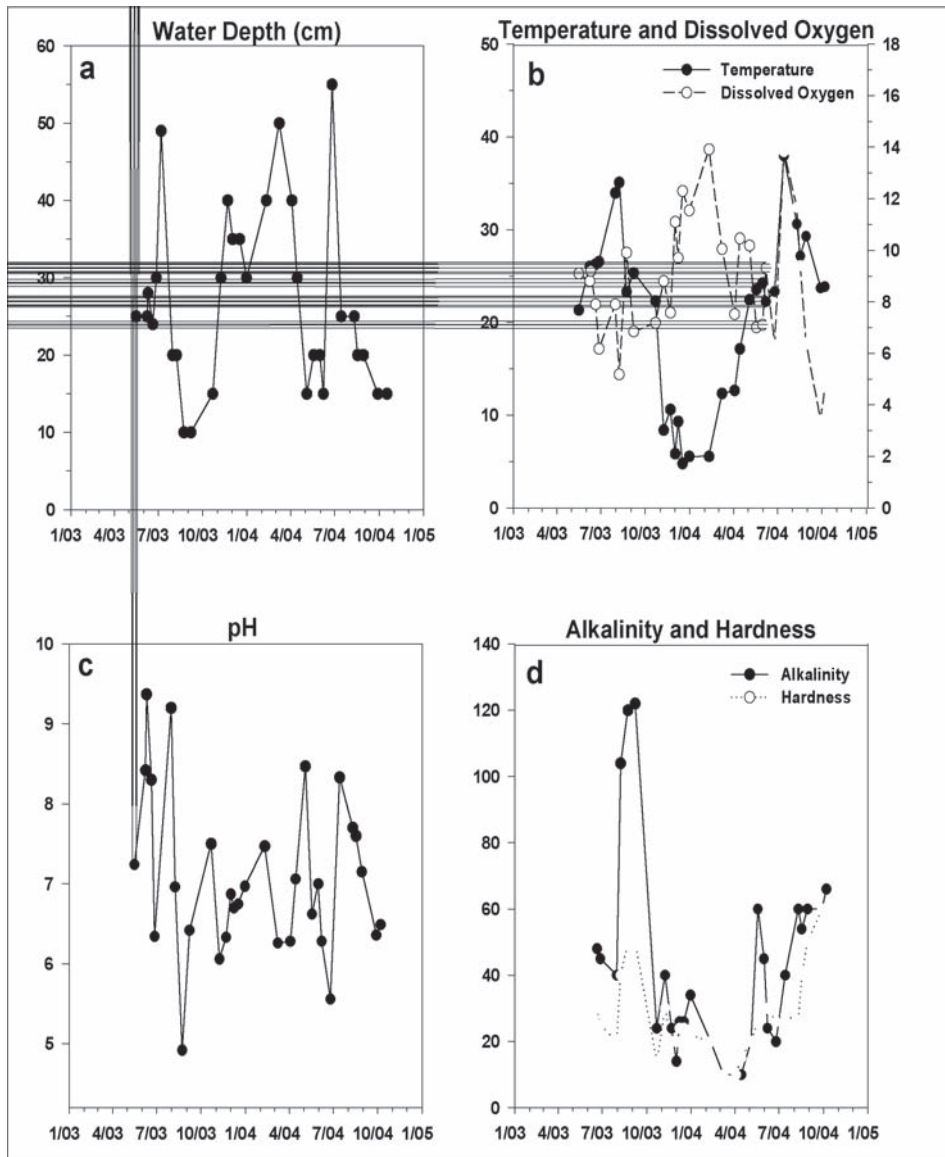 Water Depth (cm)
a
60
50
40
30
20
10
0
1/03 4/03 7/03 10/03 1/04 4/04 7/04 10/04 1/05
Temperature and Dissolved Oxygen
b
Temperature
Dissolved Oxygen
50
40
30
20
10
0
18
16
14
12
10
8
6
4
2
0
1/03 4/03 7/03 10/03 1/04 4/04 7/04 10/04 1/05
pH
c
10
9
8
7
6
5
1/03 4/03 7/03 10/03 1/04 4/04 7/04 10/04 1/05
Alkalinity and Hardness
d
Alkalinity
Hardness
140
120
100
80
60
40
20
0
1/03 4/03 7/03 10/03 1/04 4/04 7/04 10/04 1/05